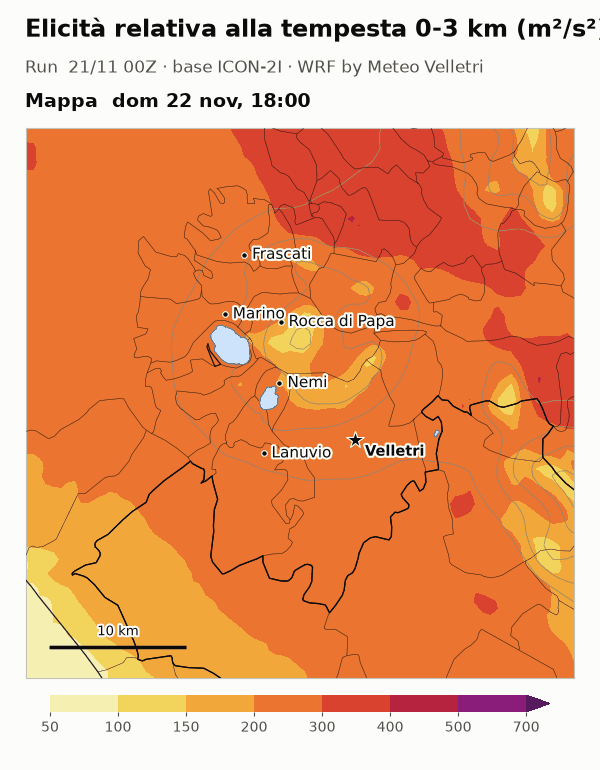 Elicità relativa alla tempesta 0-3 km (m²/s²)
Run 21/11 00Z · base ICON-2I · WRF by Meteo Velletri
Mappa dom 22 nov, 18:00
Frascati
Marino
Rocca di Papa
Nemi
Velletri
Lanuvio
10 km
50 100 150 200 300 400 500 700